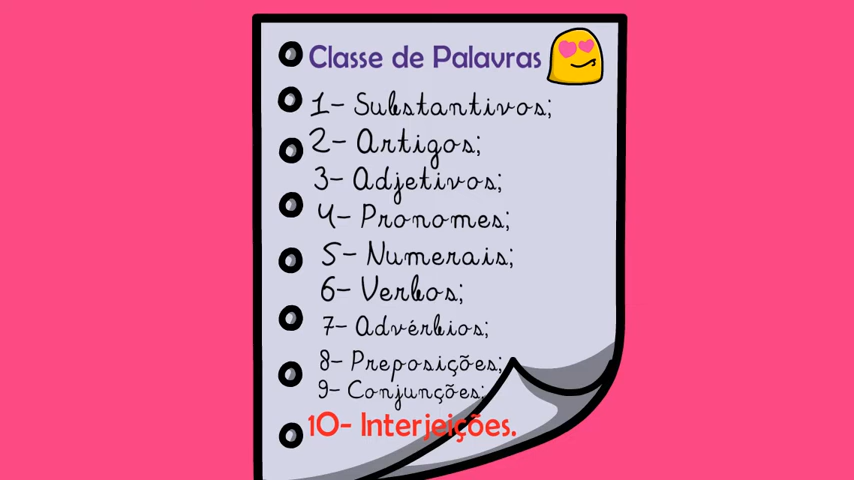 Classe de Palavras
1- Substantivos;
2- Artigos;
3- Adjetivos;
4- Pronomes;
5- Numerais;
6- Verbos;
7- Advérbios;
8- Preposições;
9- Conjunções;
10- Interjeições.